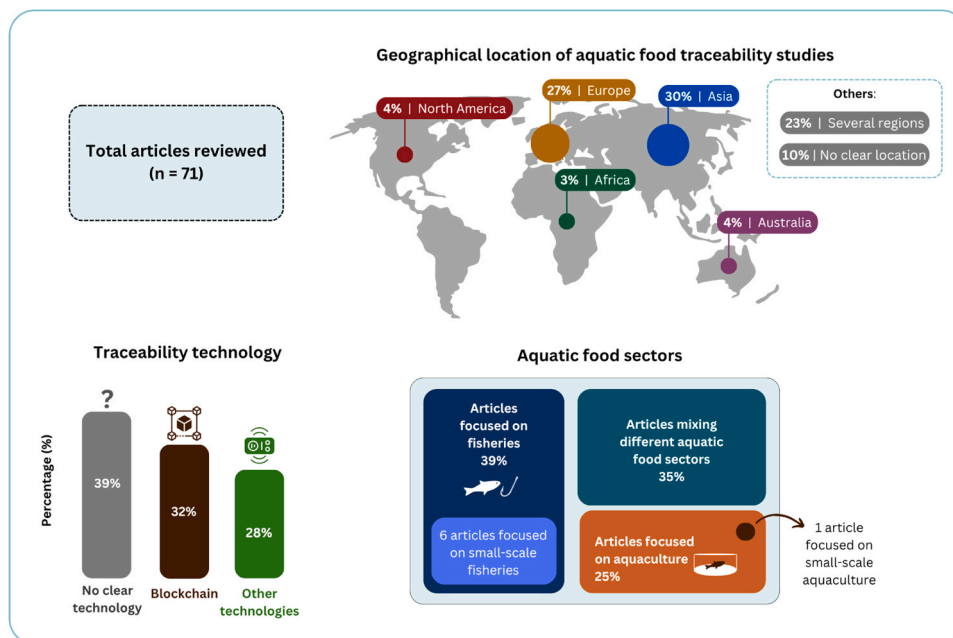 Geographical location of aquatic food traceability studies
Total articles reviewed
(n = 71)
4% | North America
27% | Europe
30% | Asia
3% | Africa
4% | Australia
Others:
23% | Several regions
10% | No clear location
Traceability technology
Percentage (%)
?
39%
32%
28%
No clear
technology
Blockchain
Other
technologies
Aquatic food sectors
Articles
focused on
fisheries
39%
6 articles focused
on small-scale
fisheries
Articles mixing
different aquatic
food sectors
35%
Articles focused
on aquaculture
25%
1 article
focused on
small-scale
aquaculture